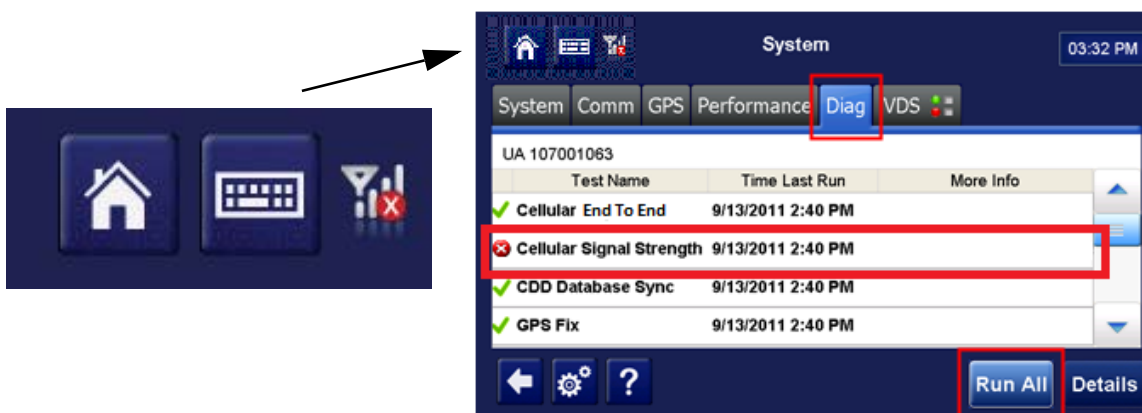 System
03:32 PM
System Comm GPS Performance Diag VDS
UA 107001063
Test Name Time Last Run More Info
Cellular End To End 9/13/2011 2:40 PM
Cellular Signal Strength 9/13/2011 2:40 PM
CDD Database Sync 9/13/2011 2:40 PM
GPS Fix 9/13/2011 2:40 PM
?
Run All
Details